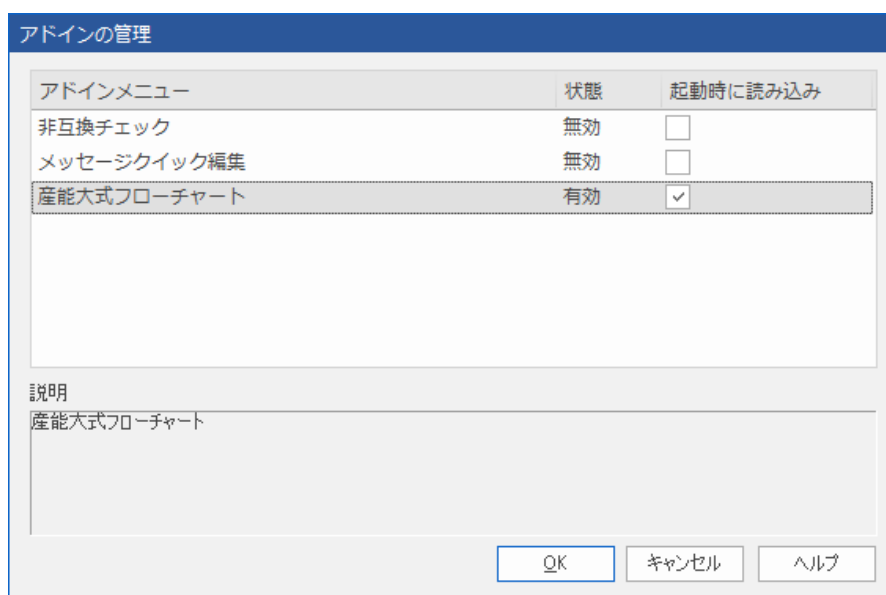 アドインの管理
アドインメニュー 状態 起動時に読み込み
非互換チェック 無効
メッセージクイック編集 無効
産能大式フローチャート 有効
説明
産能大式フローチャート
OK キャンセル ヘルプ